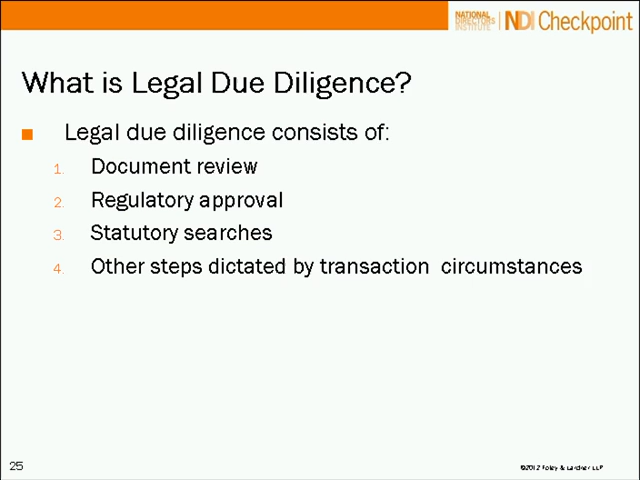 NATIONAL
DIRECTORS
INSTITUTE
NDI Checkpoint
What is Legal Due Diligence?
Legal due diligence consists of:
1. Document review
2. Regulatory approval
3. Statutory searches
4. Other steps dictated by transaction circumstances
25
©2012 Foley & Lardner LLP